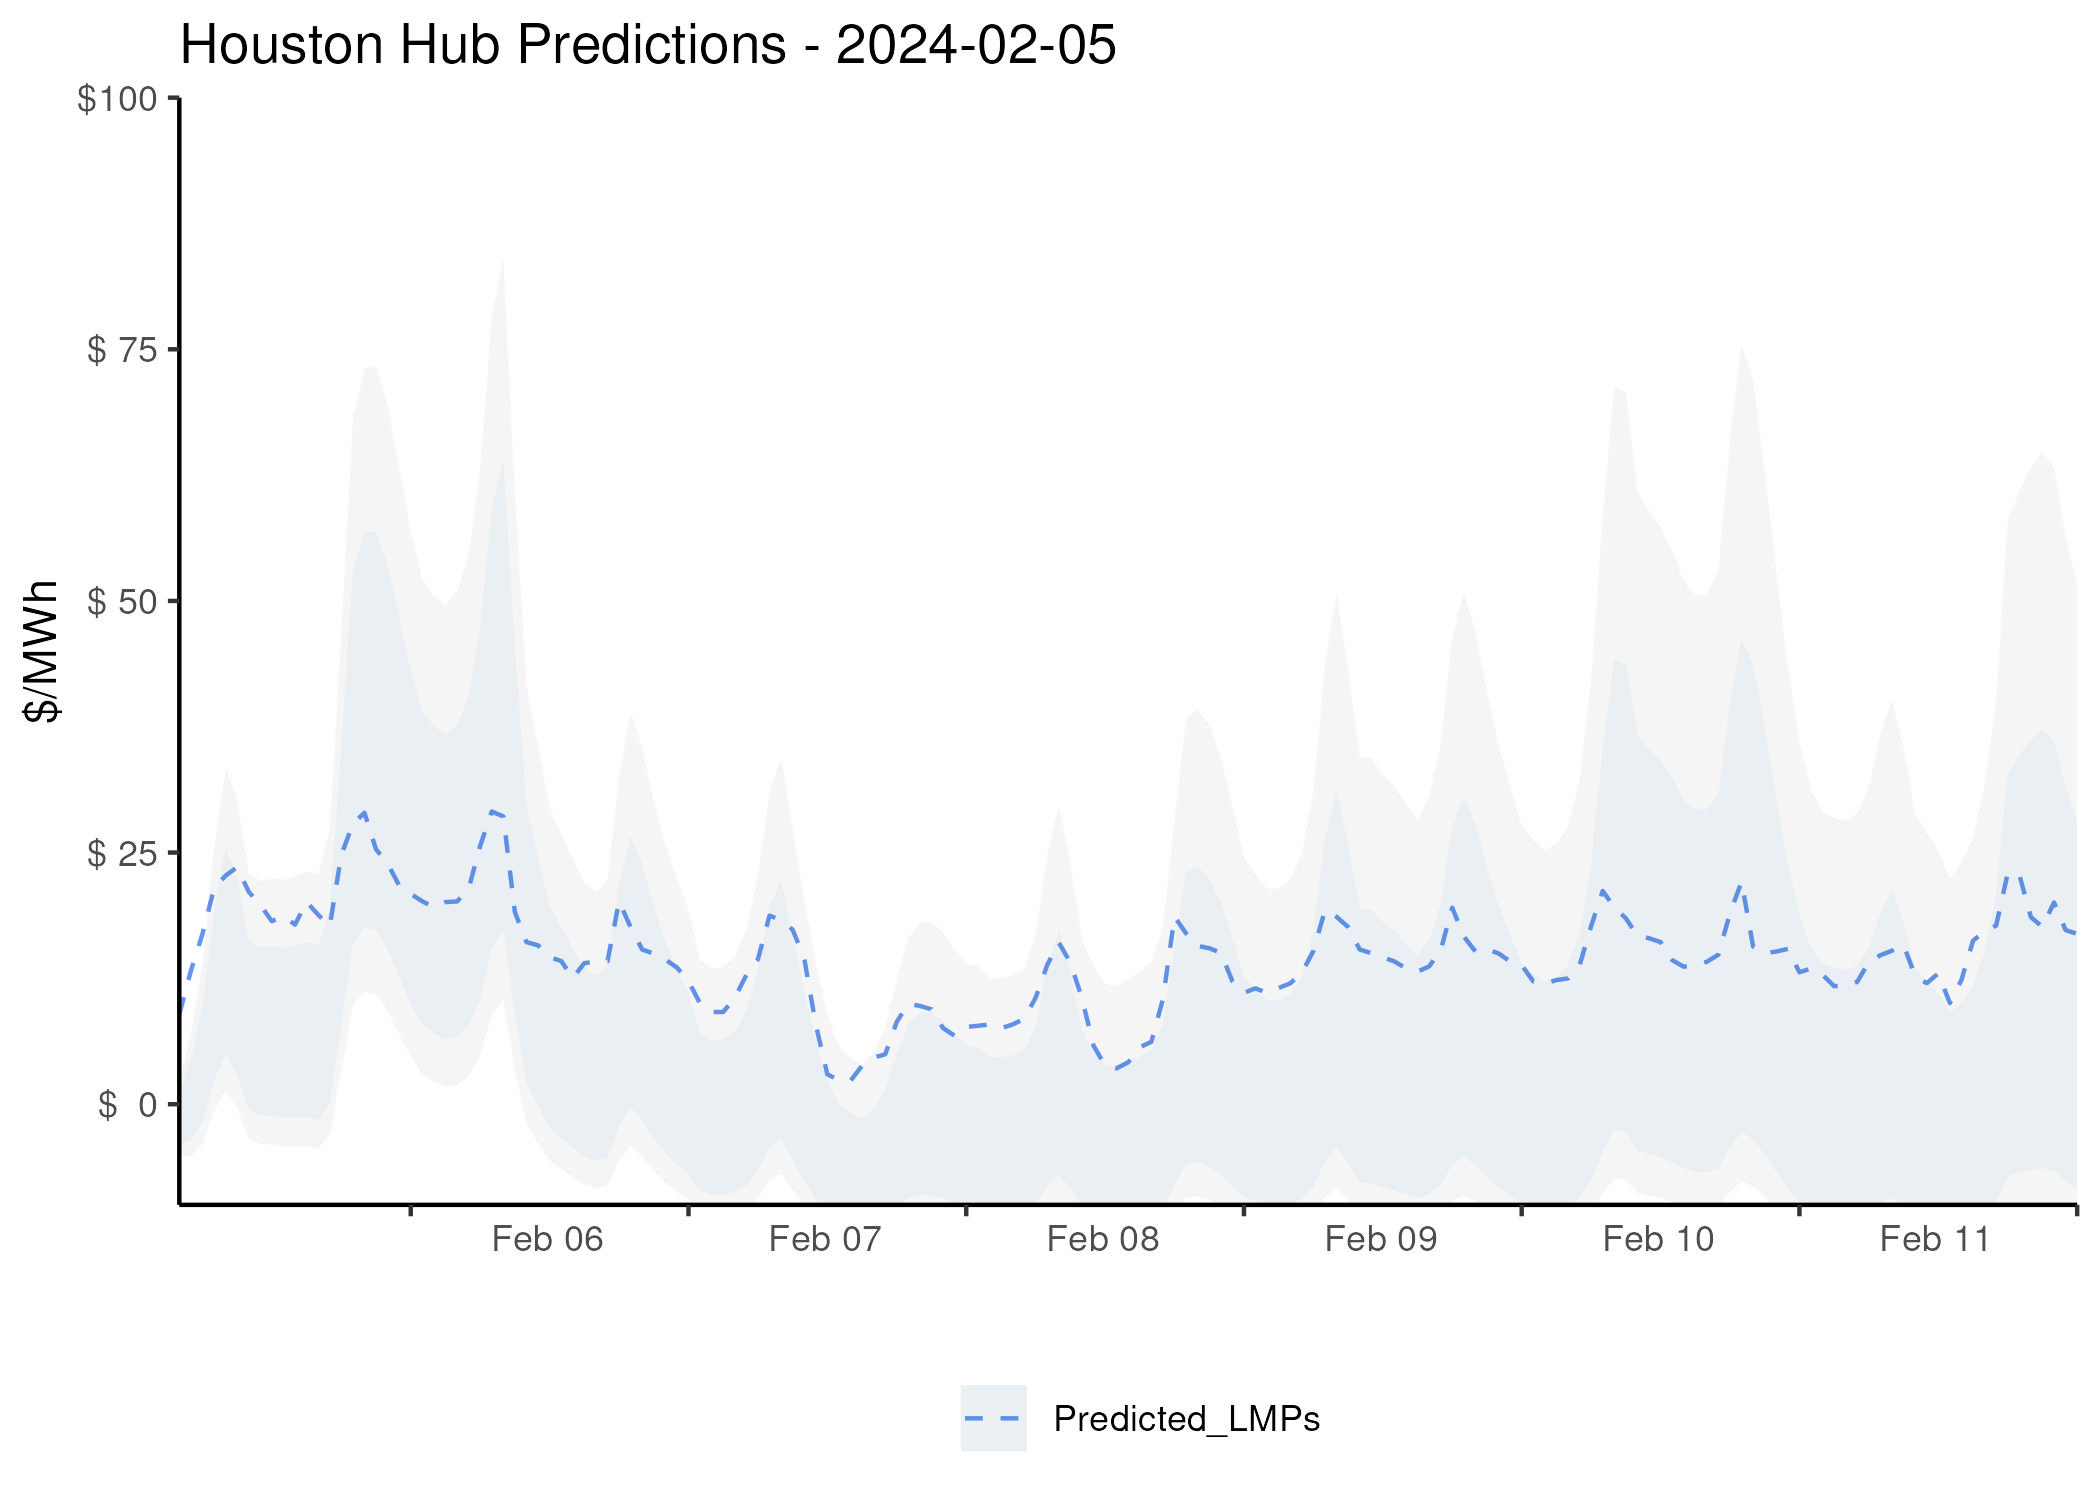 Houston Hub Predictions - 2024-02-05
$100
$ 75
$ 50
$ 25
$  0
$/MWh
Feb 06 Feb 07 Feb 08 Feb 09 Feb 10 Feb 11
Predicted_LMPs